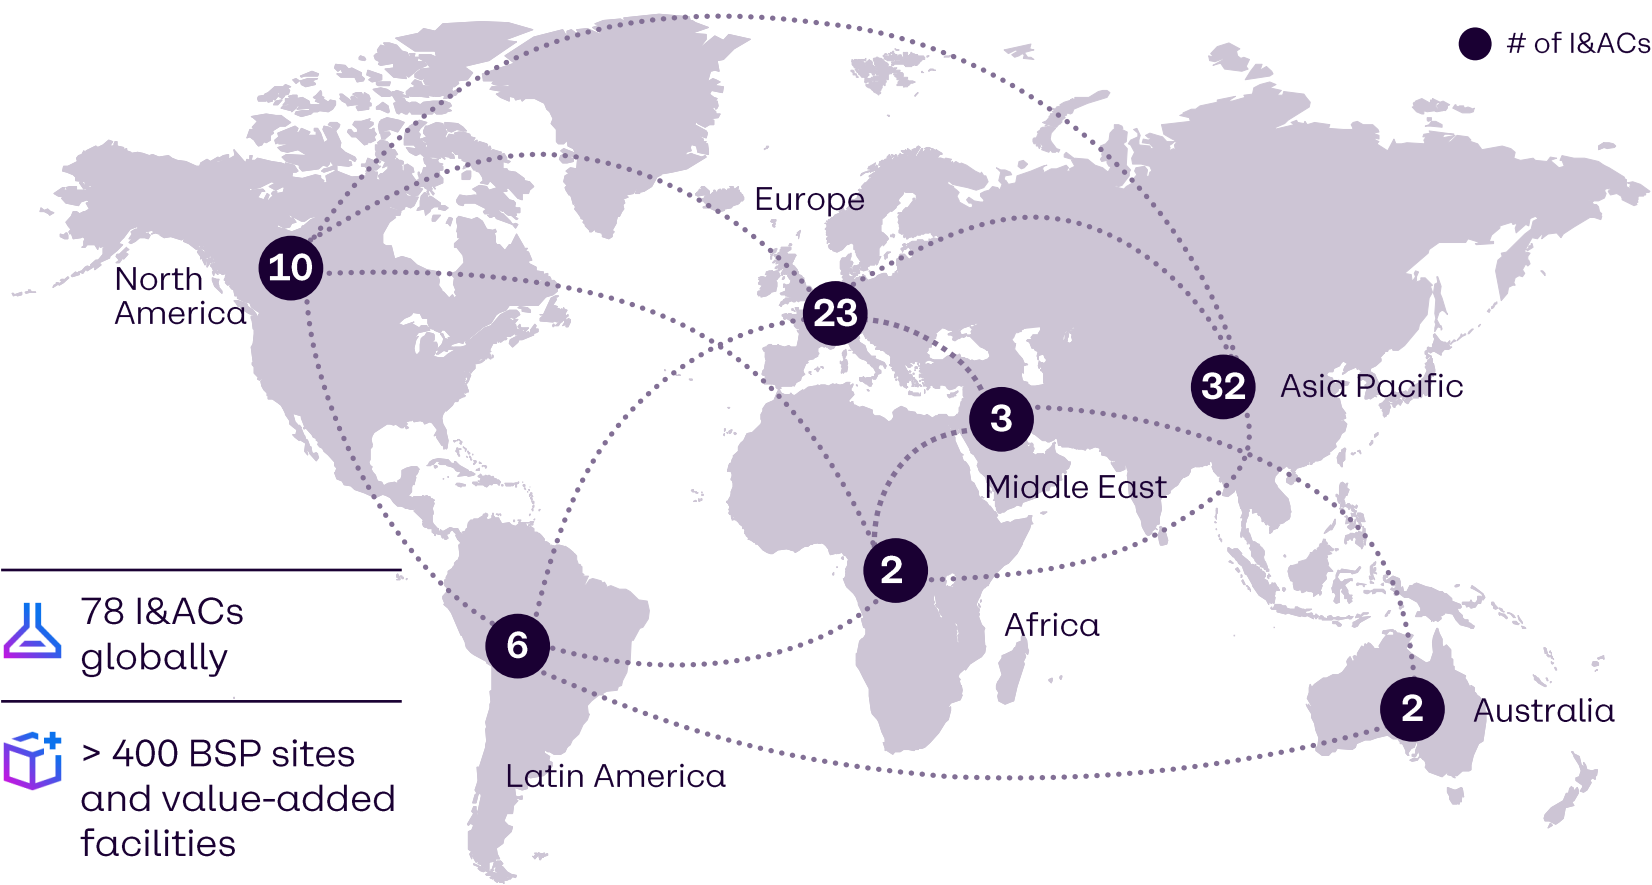 # of I&ACs
Europe
North
America
10
23
32
Asia Pacific
3
Middle East
2
Africa
6
Latin America
2
Australia
78 I&ACs
globally
> 400 BSP sites
and value-added
facilities